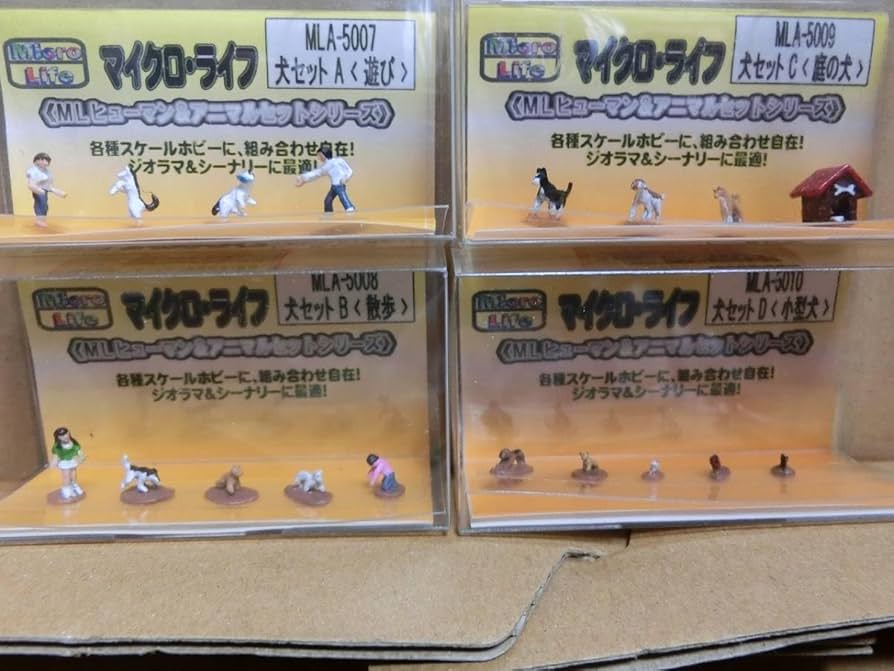 Micro Life
マイクロ・ライフ
MLA-5007
犬セットA<遊び>
《MLヒューマン&アニマルセットシリーズ》
各種スケールホビーに、組み合わせ自在!
ジオラマ&シーナリーに最適!
Micro Life
マイクロ・ライフ
MLA-5009
犬セットC<庭の犬>
《MLヒューマン&アニマルセットシリーズ》
各種スケールホビーに、組み合わせ自在!
ジオラマ&シーナリーに最適!
Micro Life
マイクロ・ライフ
MLA-5008
犬セットB<散歩>
《MLヒューマン&アニマルセットシリーズ》
各種スケールホビーに、組み合わせ自在!
ジオラマ&シーナリーに最適!
Micro Life
マイクロ・ライフ
MLA-5010
犬セットD<小型犬>
《MLヒューマン&アニマルセットシリーズ》
各種スケールホビーに、組み合わせ自在!
ジオラマ&シーナリーに最適!